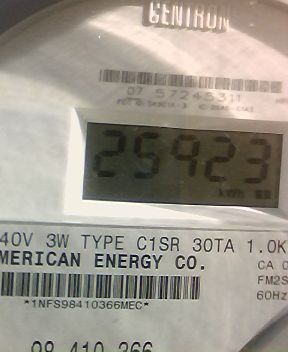 CENTRON
07 57245311
25923
kWh
40V 3W TYPE C1SR 30TA 1.0K
MERICAN ENERGY CO.
CA 0
FM2S
*1NFS98410366MEC*
60Hz
98 410 366